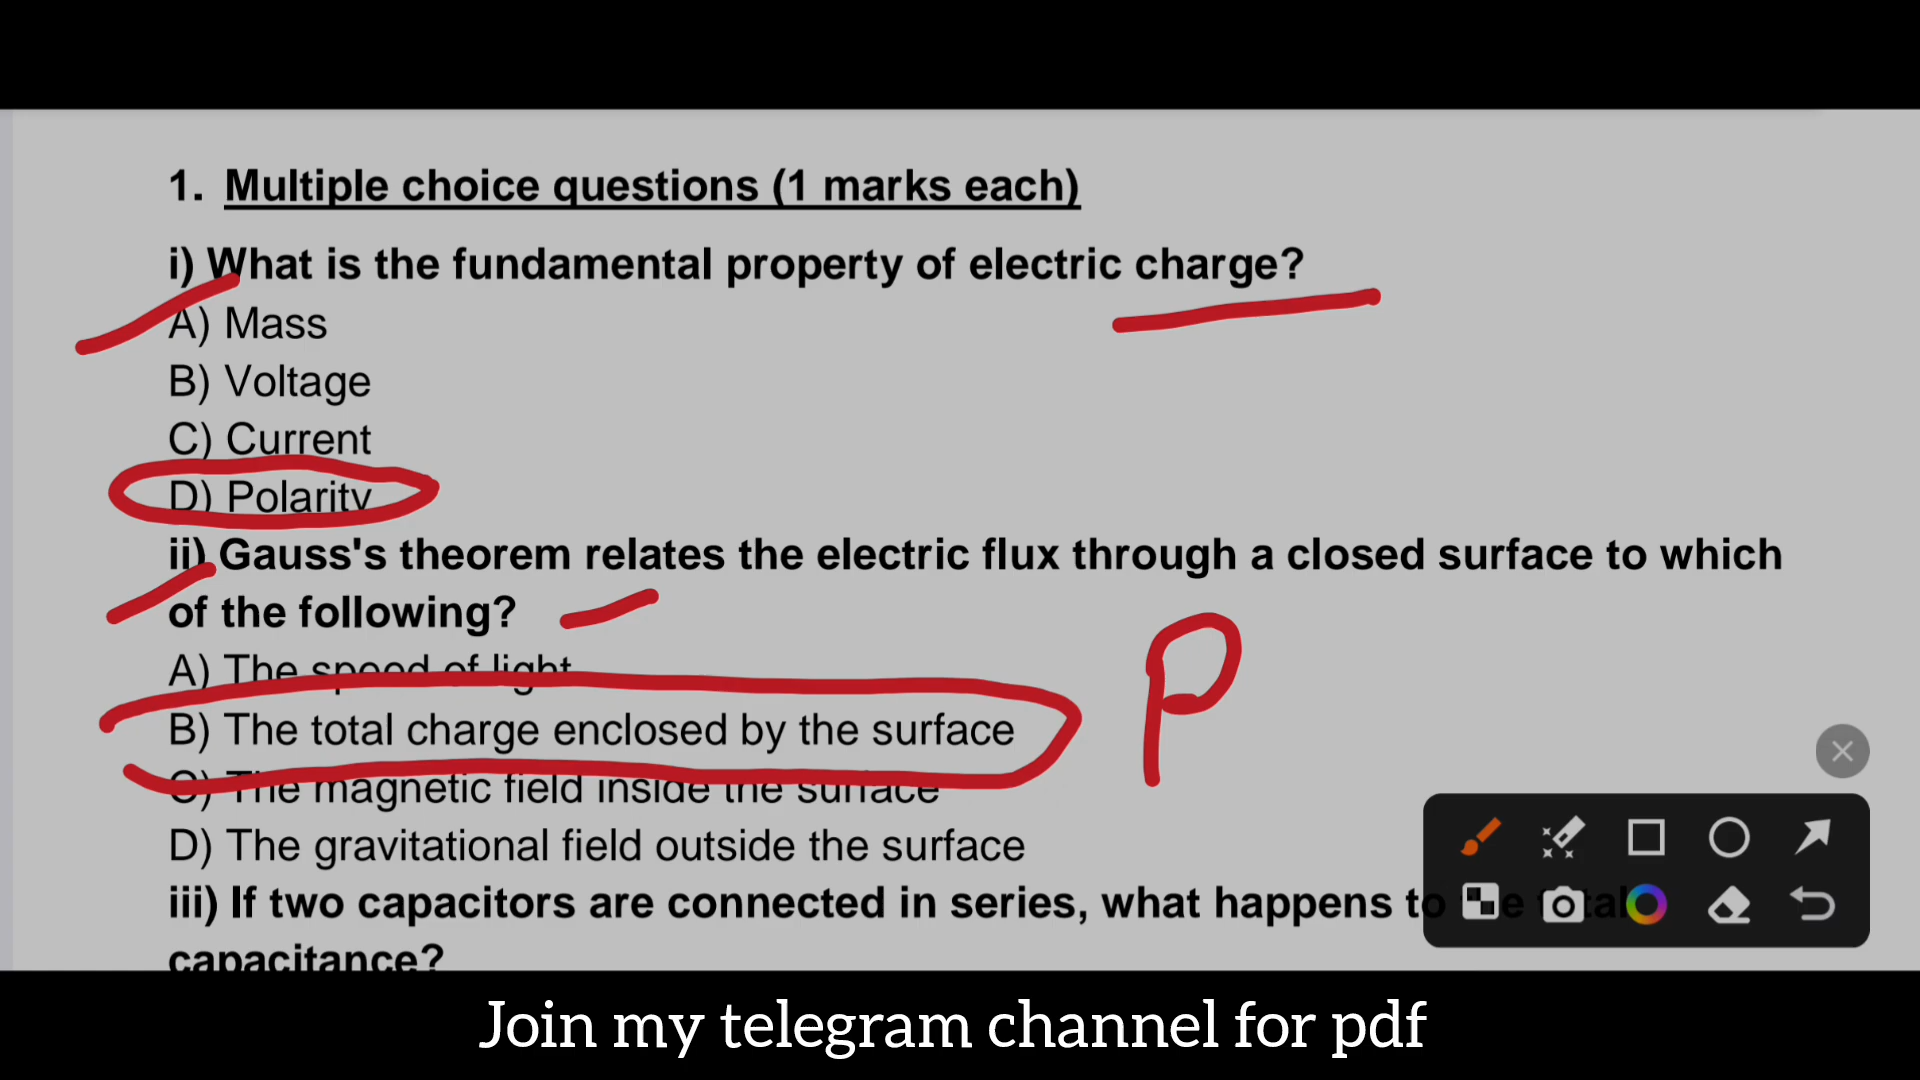 1. Multiple choice questions (1 marks each)
i) What is the fundamental property of electric charge?
A) Mass
B) Voltage
C) Current
D) Polarity
ii) Gauss's theorem relates the electric flux through a closed surface to which
of the following?
A) The speed of light
B) The total charge enclosed by the surface
P
C) The magnetic field inside the surface
D) The gravitational field outside the surface
iii) If two capacitors are connected in series, what happens to the total
capacitance?
Join my telegram channel for pdf